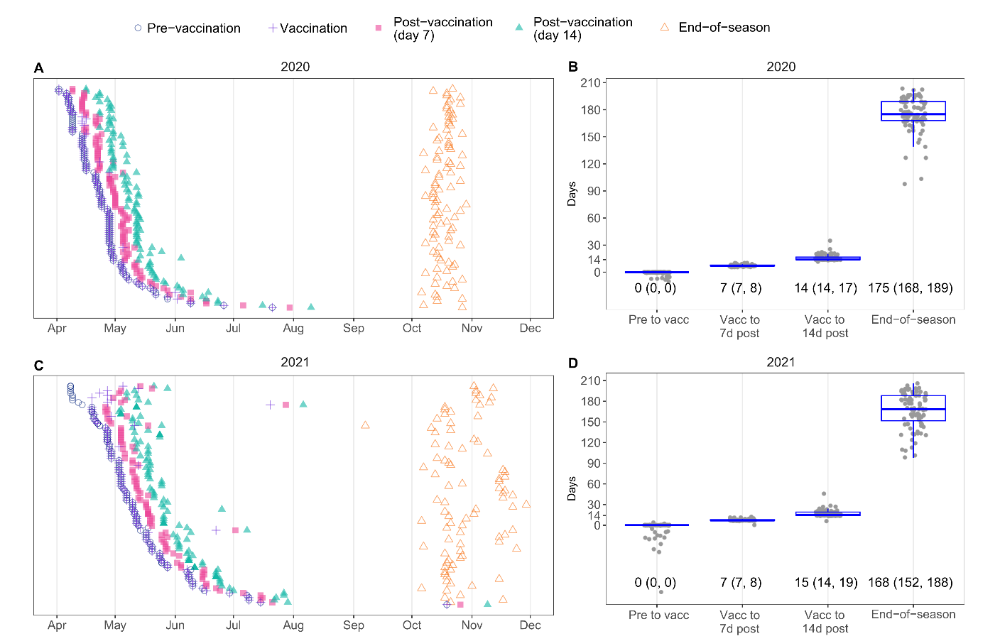 Pre−vaccination
Vaccination
Post−vaccination
(day 7)
Post−vaccination
(day 14)
End−of−season
A
2020
Apr May Jun Jul Aug Sep Oct Nov Dec
B
2020
Days
210
180
150
120
90
60
30
14
0
0 (0, 0) 7 (7, 8) 14 (14, 17) 175 (168, 189)
Pre to vacc
Vacc to
7d post
Vacc to
14d post
End−of−season
C
2021
Apr May Jun Jul Aug Sep Oct Nov Dec
D
2021
Days
210
180
150
120
90
60
30
14
0
0 (0, 0) 7 (7, 8) 15 (14, 19) 168 (152, 188)
Pre to vacc
Vacc to
7d post
Vacc to
14d post
End−of−season